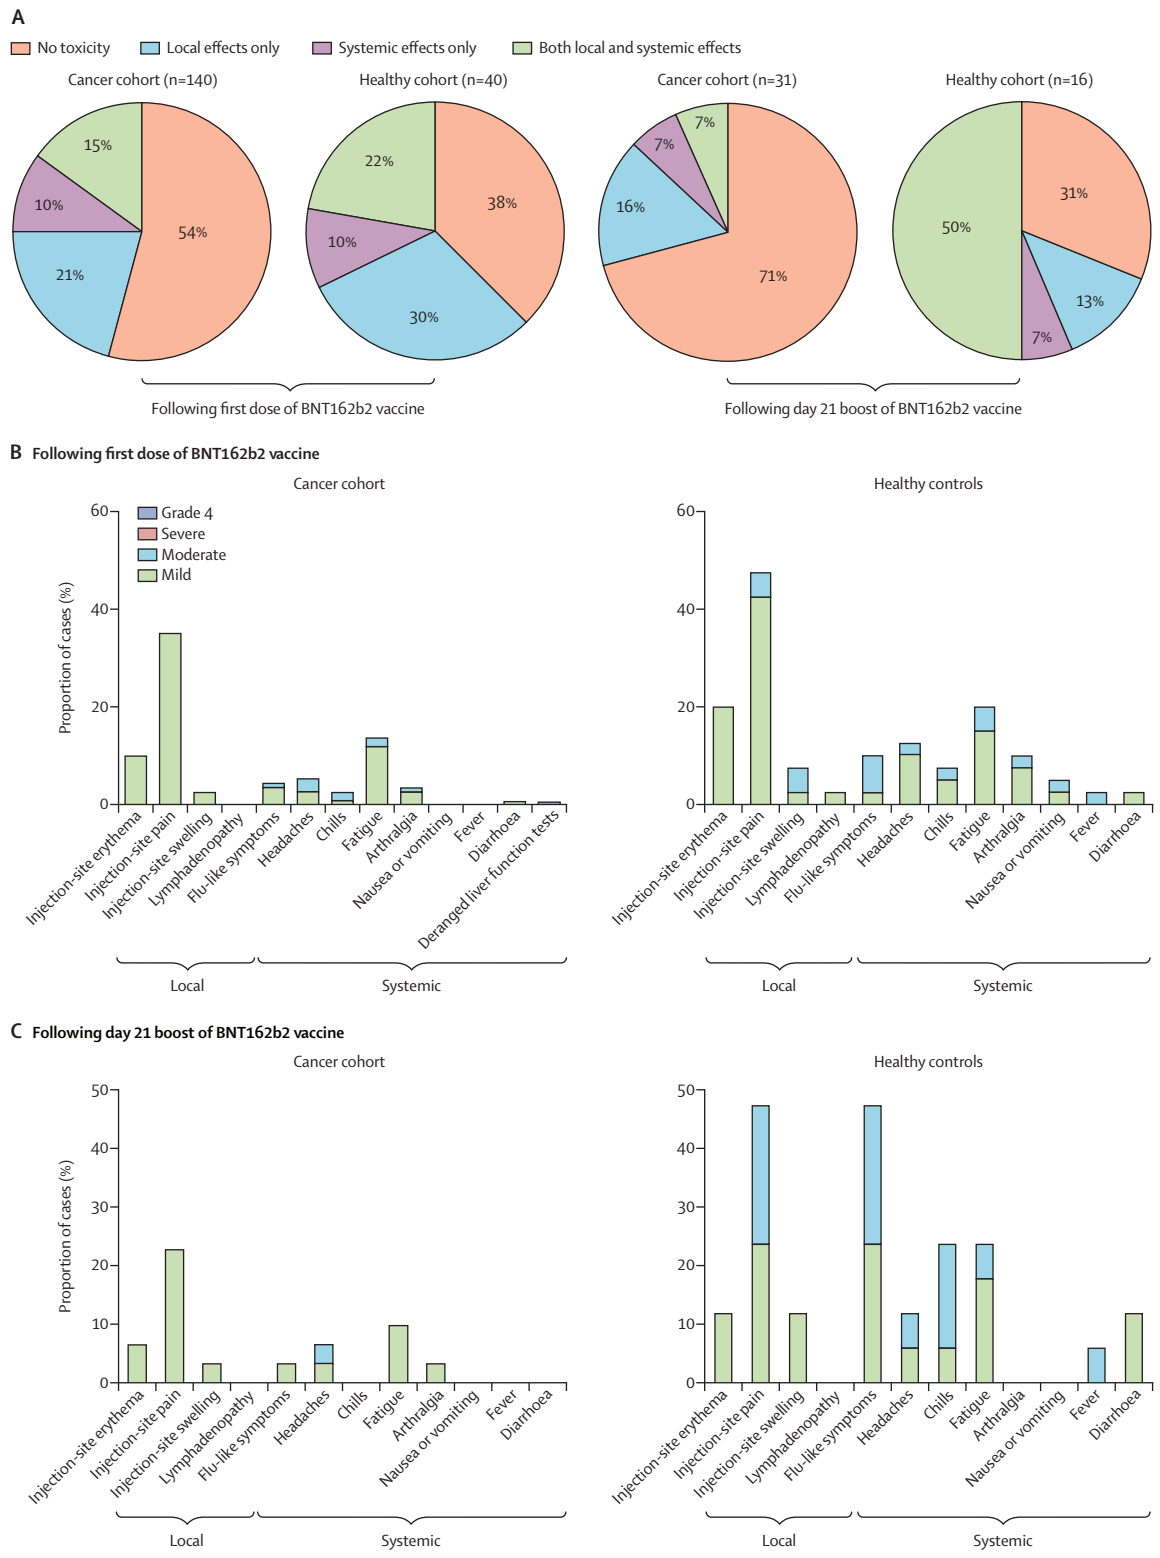 A
No toxicity
Local effects only
Systemic effects only
Both local and systemic effects
Cancer cohort (n=140)
Healthy cohort (n=40)
Cancer cohort (n=31)
Healthy cohort (n=16)
15%
10%
21%
54%
22%
10%
30%
38%
7%
7%
16%
71%
50%
31%
13%
7%
Following first dose of BNT162b2 vaccine
Following day 21 boost of BNT162b2 vaccine
B Following first dose of BNT162b2 vaccine
Cancer cohort
Proportion of cases (%)
60
40
20
0
Grade 4
Severe
Moderate
Mild
Injection-site erythema
Injection-site pain
Injection-site swelling
Lymphadenopathy
Flu-like symptoms
Headaches
Chills
Fatigue
Arthralgia
Nausea or vomiting
Fever
Diarrhoea
Deranged liver function tests
Local
Systemic
Healthy controls
60
40
20
0
Injection-site erythema
Injection-site pain
Injection-site swelling
Lymphadenopathy
Flu-like symptoms
Headaches
Chills
Fatigue
Arthralgia
Nausea or vomiting
Fever
Diarrhoea
Local
Systemic
C Following day 21 boost of BNT162b2 vaccine
Cancer cohort
Proportion of cases (%)
50
40
30
20
10
0
Injection-site erythema
Injection-site pain
Injection-site swelling
Lymphadenopathy
Flu-like symptoms
Headaches
Chills
Fatigue
Arthralgia
Nausea or vomiting
Fever
Diarrhoea
Local
Systemic
Healthy controls
50
40
30
20
10
0
Injection-site erythema
Injection-site pain
Injection-site swelling
Lymphadenopathy
Flu-like symptoms
Headaches
Chills
Fatigue
Arthralgia
Nausea or vomiting
Fever
Diarrhoea
Local
Systemic